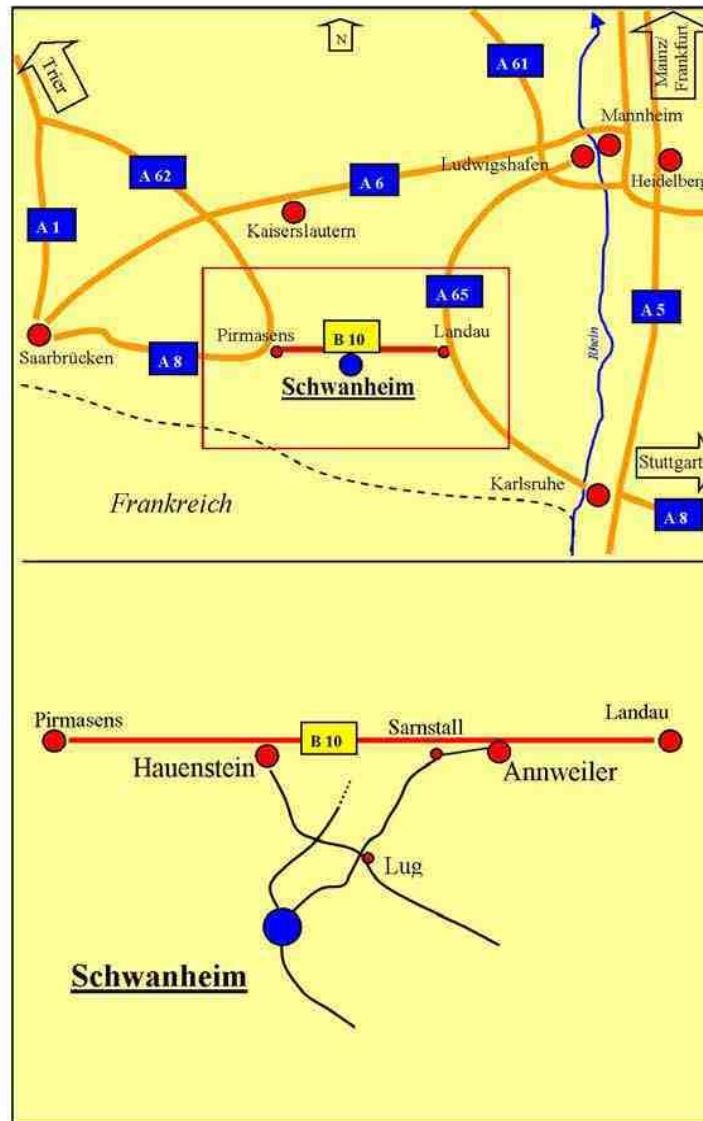 N
Trier
A 61
Mainz/
Frankfurt
Mannheim
Ludwigshafen
Heidelberg
A 62
A 6
A 1
Kaiserslautern
A 65
A 5
Rhein
Pirmasens
B 10
Landau
Saarbrücken
A 8
Schwanheim
Stuttgart
Karlsruhe
Frankreich
A 8
Pirmasens
B 10
Sarnstall
Landau
Hauenstein
Annweiler
Lug
Schwanheim